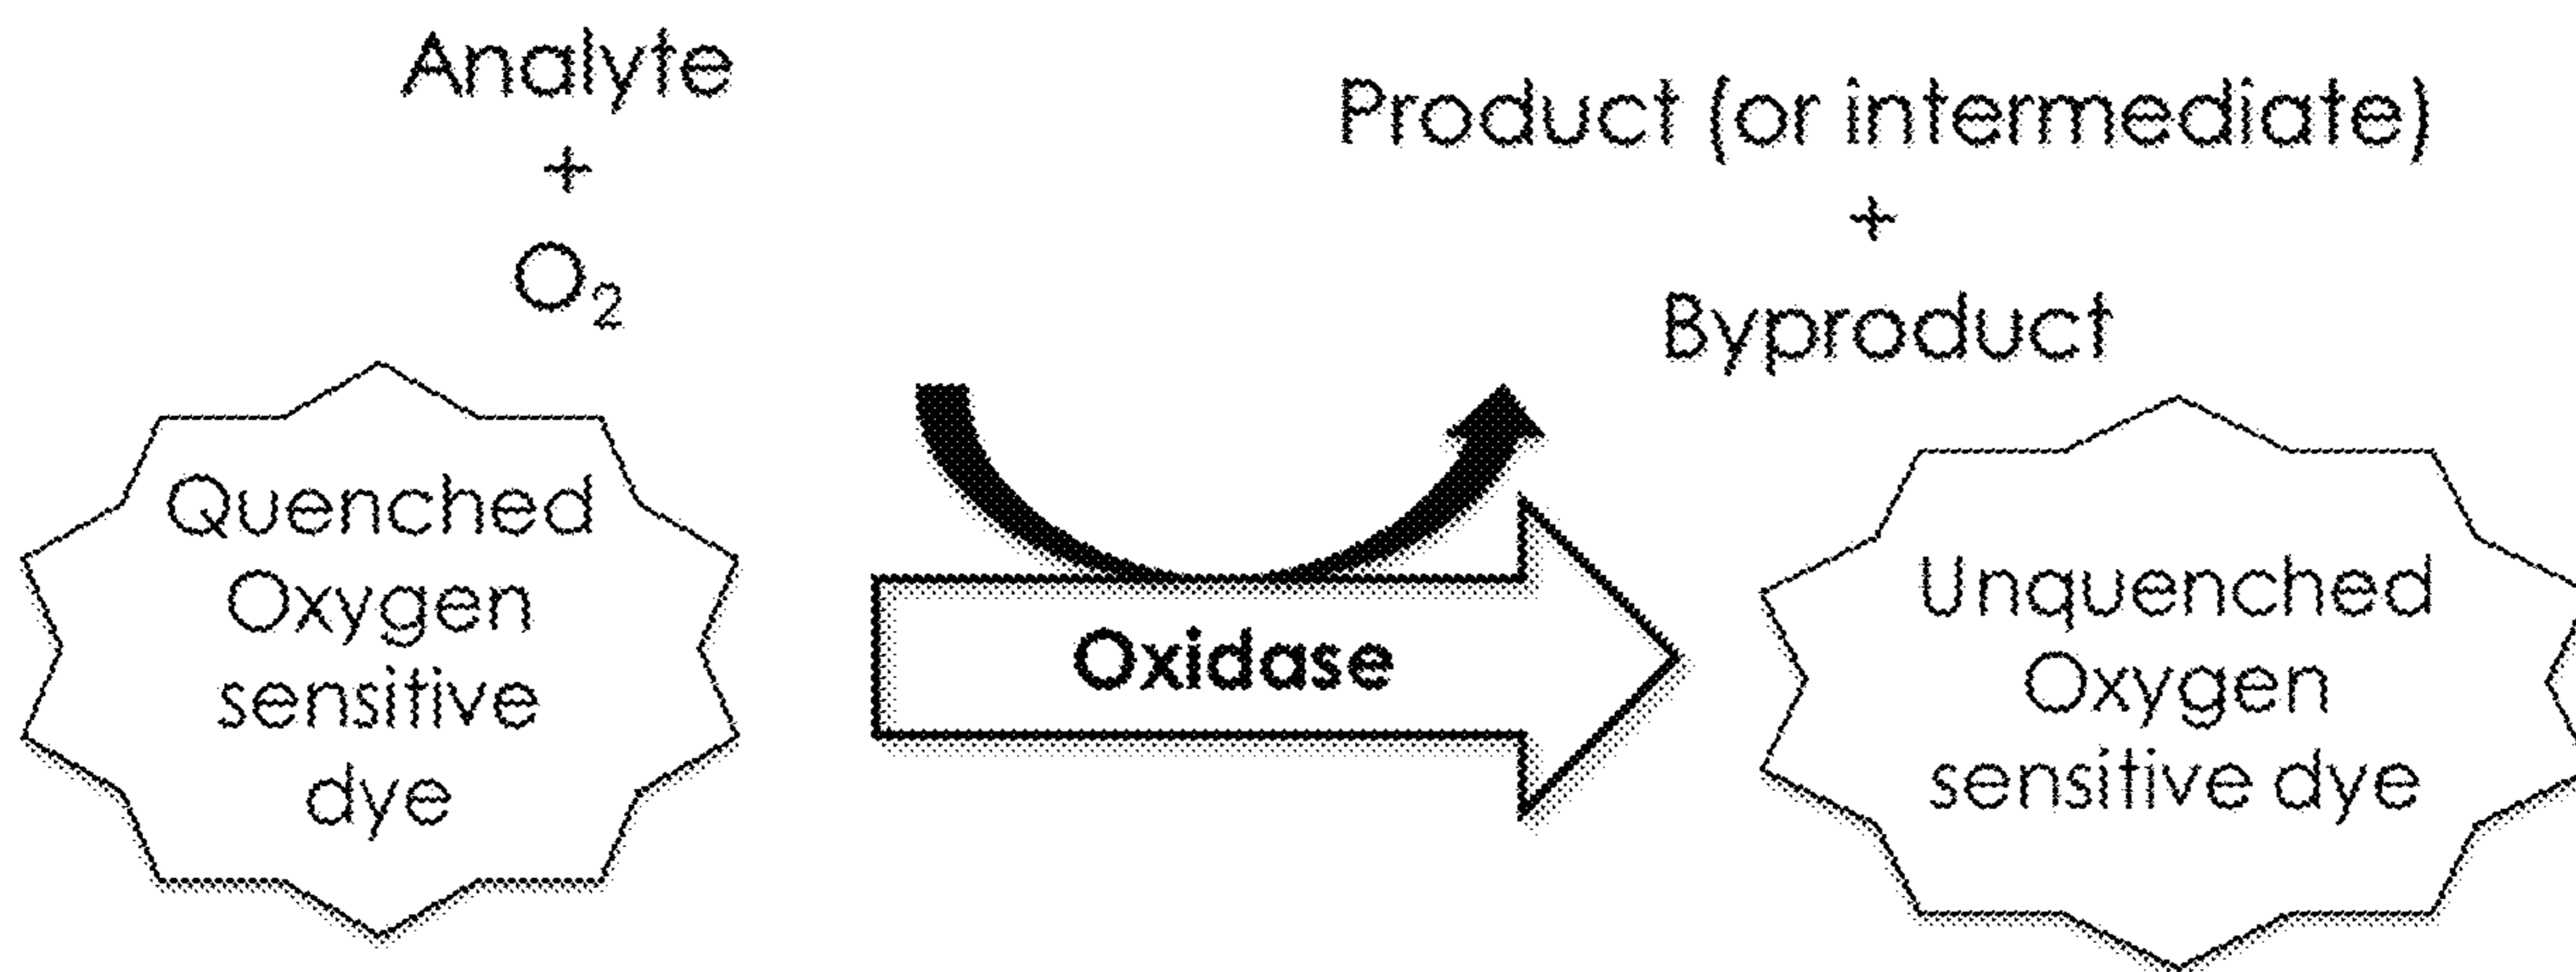 Analyte
+
O₂
Quenched
Oxygen
sensitive
dye
Oxidase
Product (or intermediate)
+
Byproduct
Unquenched
Oxygen
sensitive dye